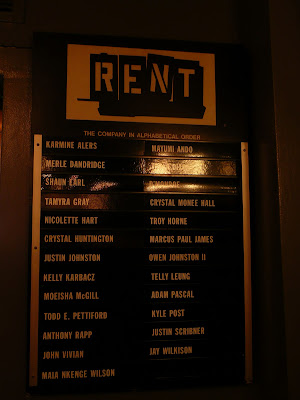 RENT
THE COMPANY IN ALPHABETICAL ORDER
KARMINE ALERS
MAYUMI ANDO
MERLE DANDRIDGE
SHAUN EARL
TAMYRA GRAY
CRYSTAL MONEE HALL
NICOLETTE HART
TROY HORNE
CRYSTAL HUNTINGTON
MARCUS PAUL JAMES
JUSTIN JOHNSTON
OWEN JOHNSTON II
KELLY KARBACZ
TELLY LEUNG
MOEISHA McGILL
ADAM PASCAL
TODD E. PETTIFORD
KYLE POST
ANTHONY RAPP
JUSTIN SCRIBNER
JOHN VIVIAN
JAY WILKISON
MAIA NKENGE WILSON